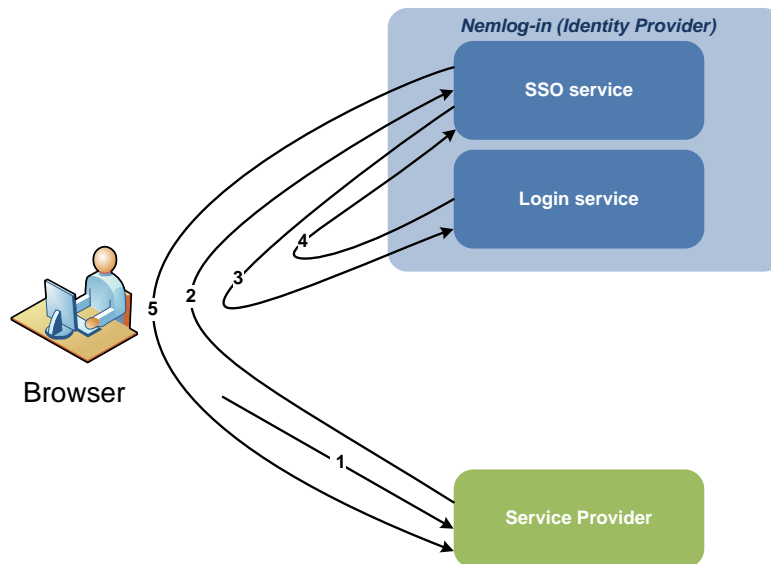 Nemlog-in (Identity Provider)
SSO service
Login service
4
3
2
5
Browser
1
Service Provider